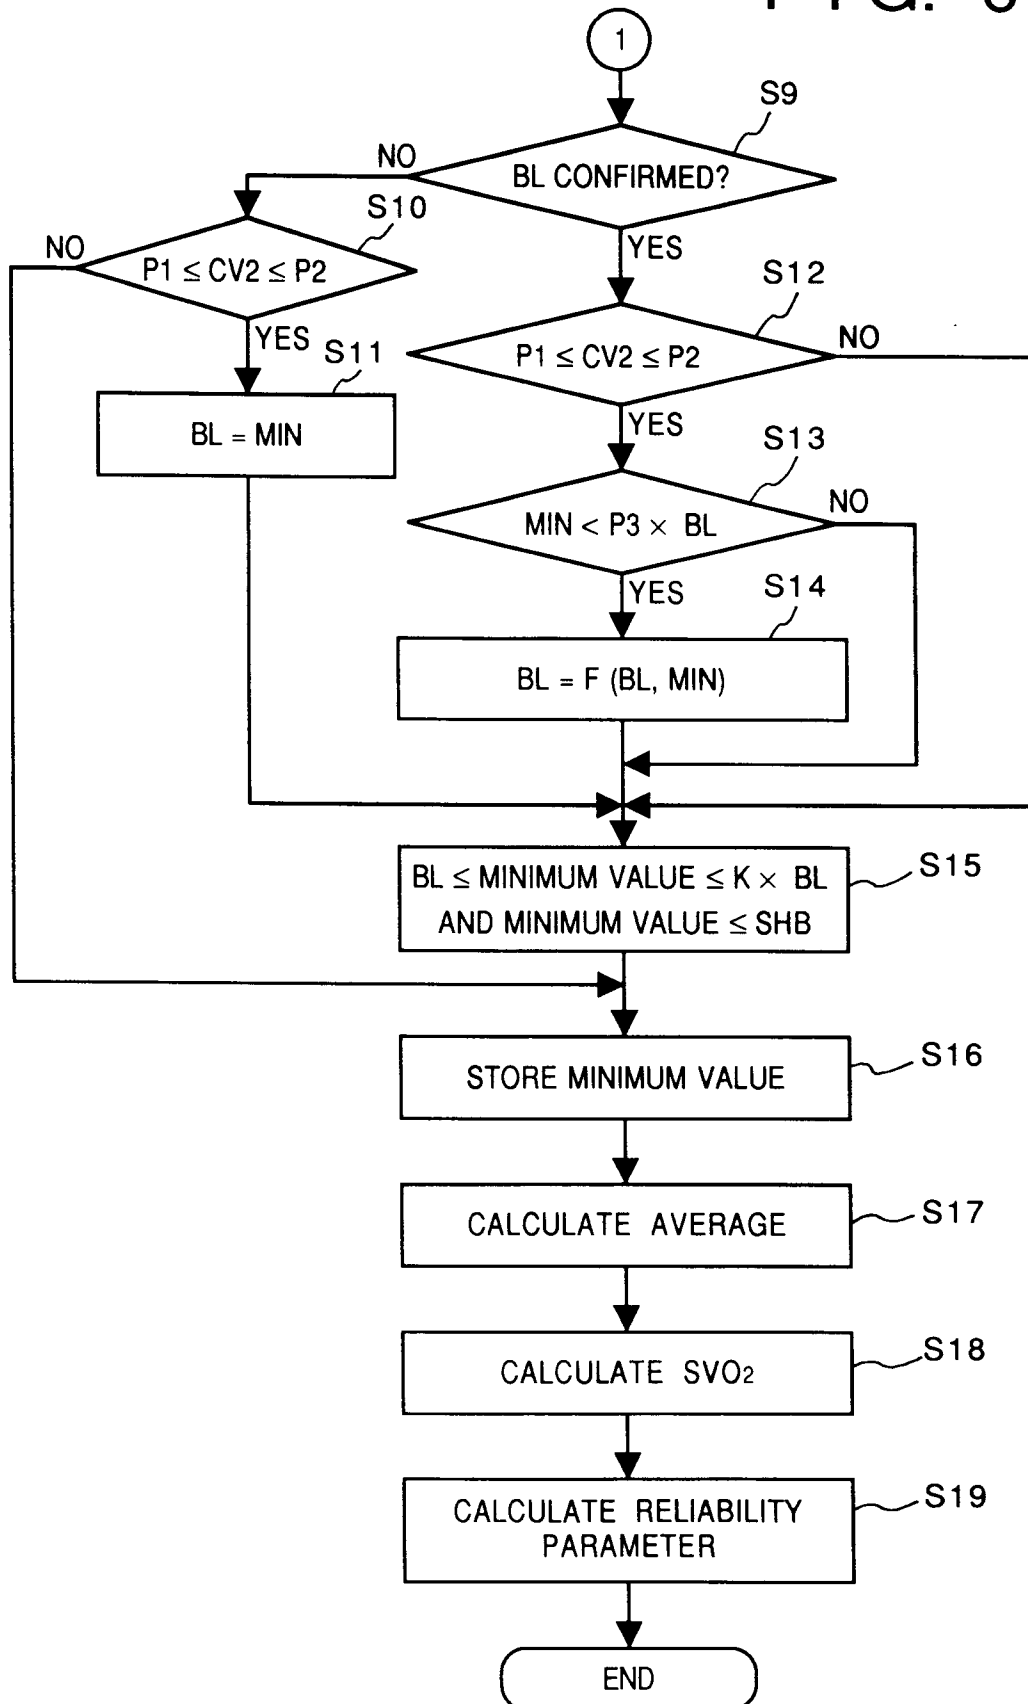 FIG.
1
S9
NO
BL CONFIRMED?
S10
YES
NO
P1 ≤ CV2 ≤ P2
S12
YES
NO
S11
P1 ≤ CV2 ≤ P2
BL = MIN
YES
S13
NO
MIN < P3 × BL
YES
S14
BL = F (BL, MIN)
BL ≤ MINIMUM VALUE ≤ K × BL
AND MINIMUM VALUE ≤ SHB
S15
STORE MINIMUM VALUE
S16
CALCULATE AVERAGE
S17
CALCULATE SVO2
S18
CALCULATE RELIABILITY
PARAMETER
S19
END